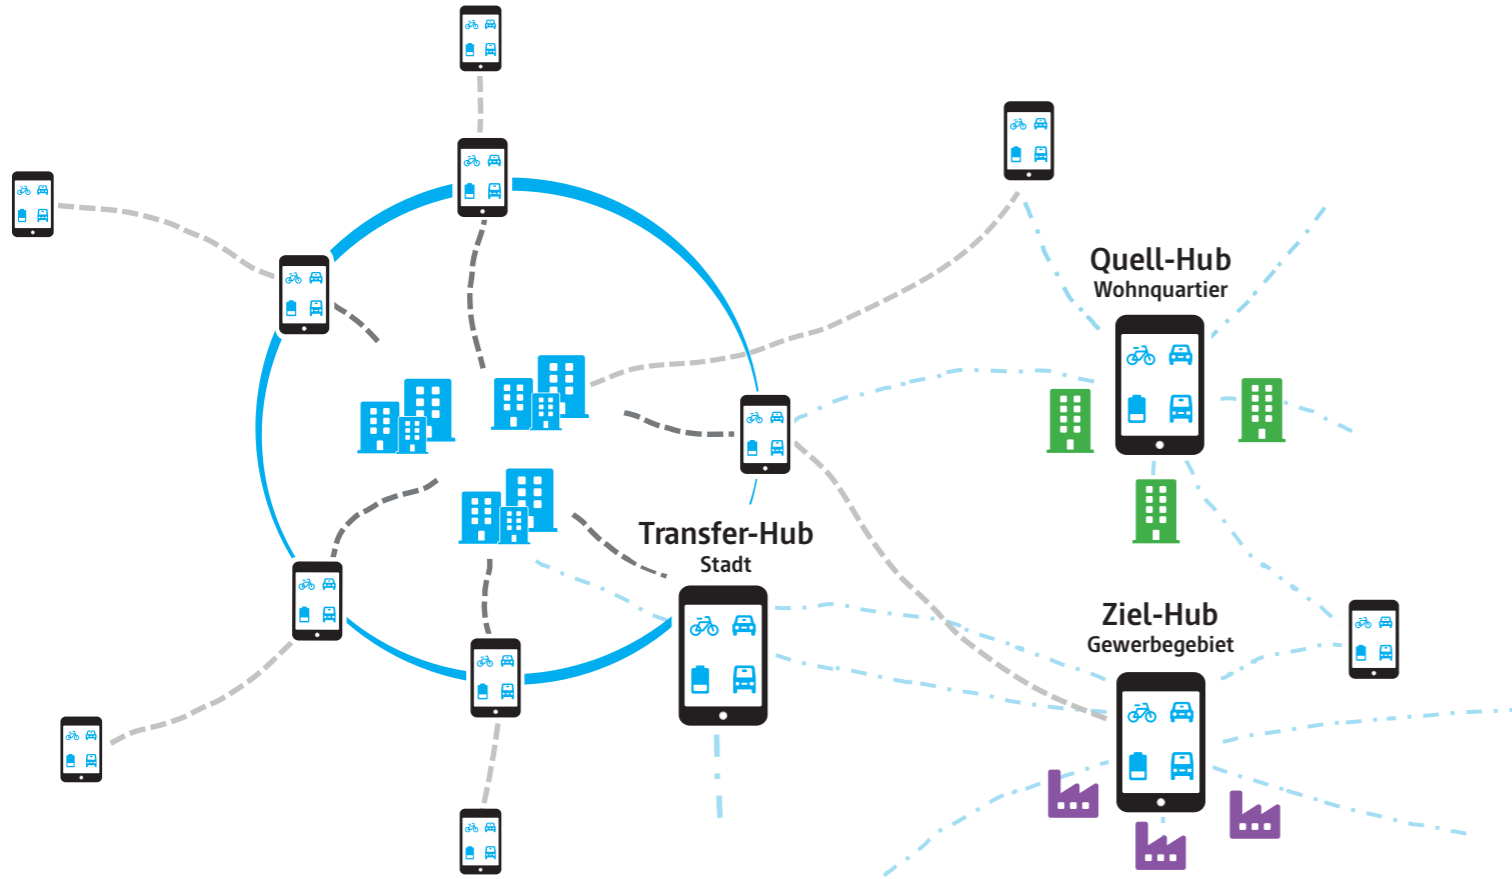 Quell-Hub
Wohnquartier
Transfer-Hub
Stadt
Ziel-Hub
Gewerbegebiet